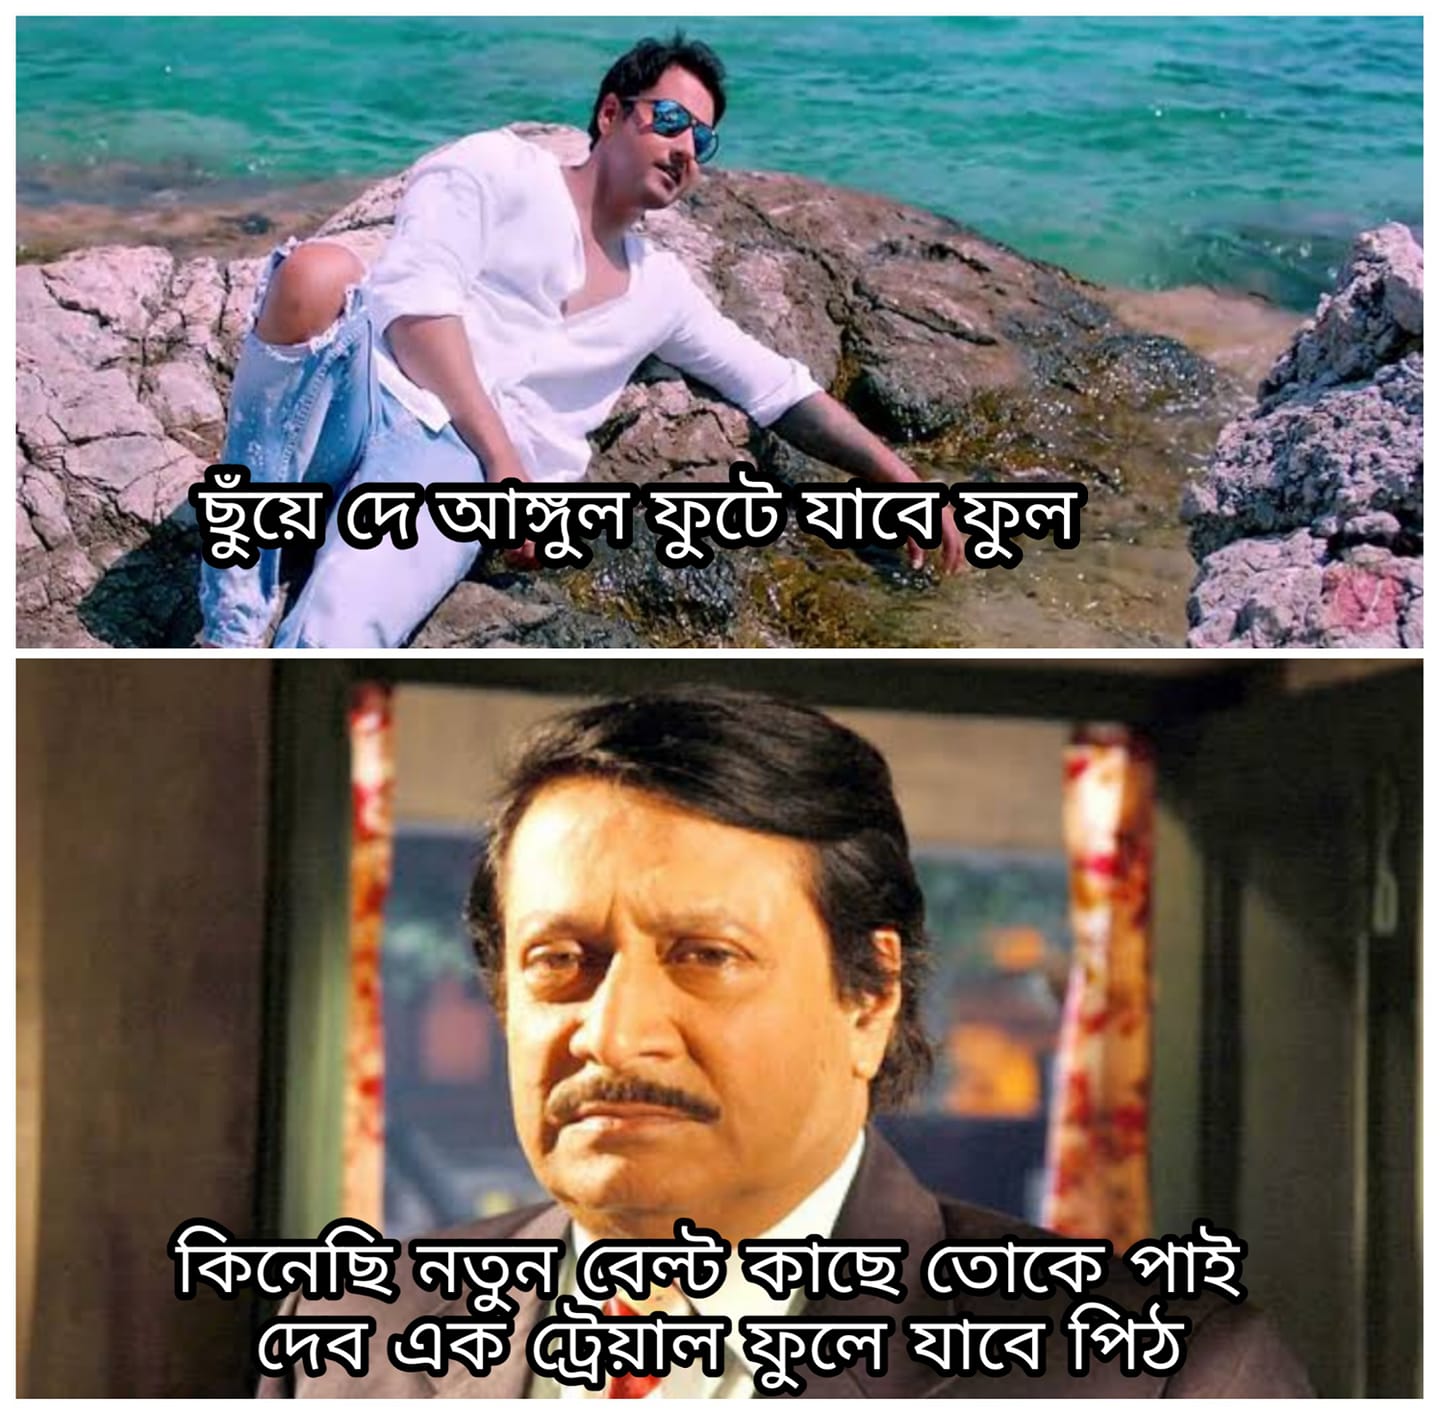 ছুঁয়ে দে আঙ্গুল ফুটে যাবে ফুল
কিনেছি নতুন বেল্ট কাছে তোকে পাই
দেব এক ট্রেয়াল ফুলে যাবে পিঠ